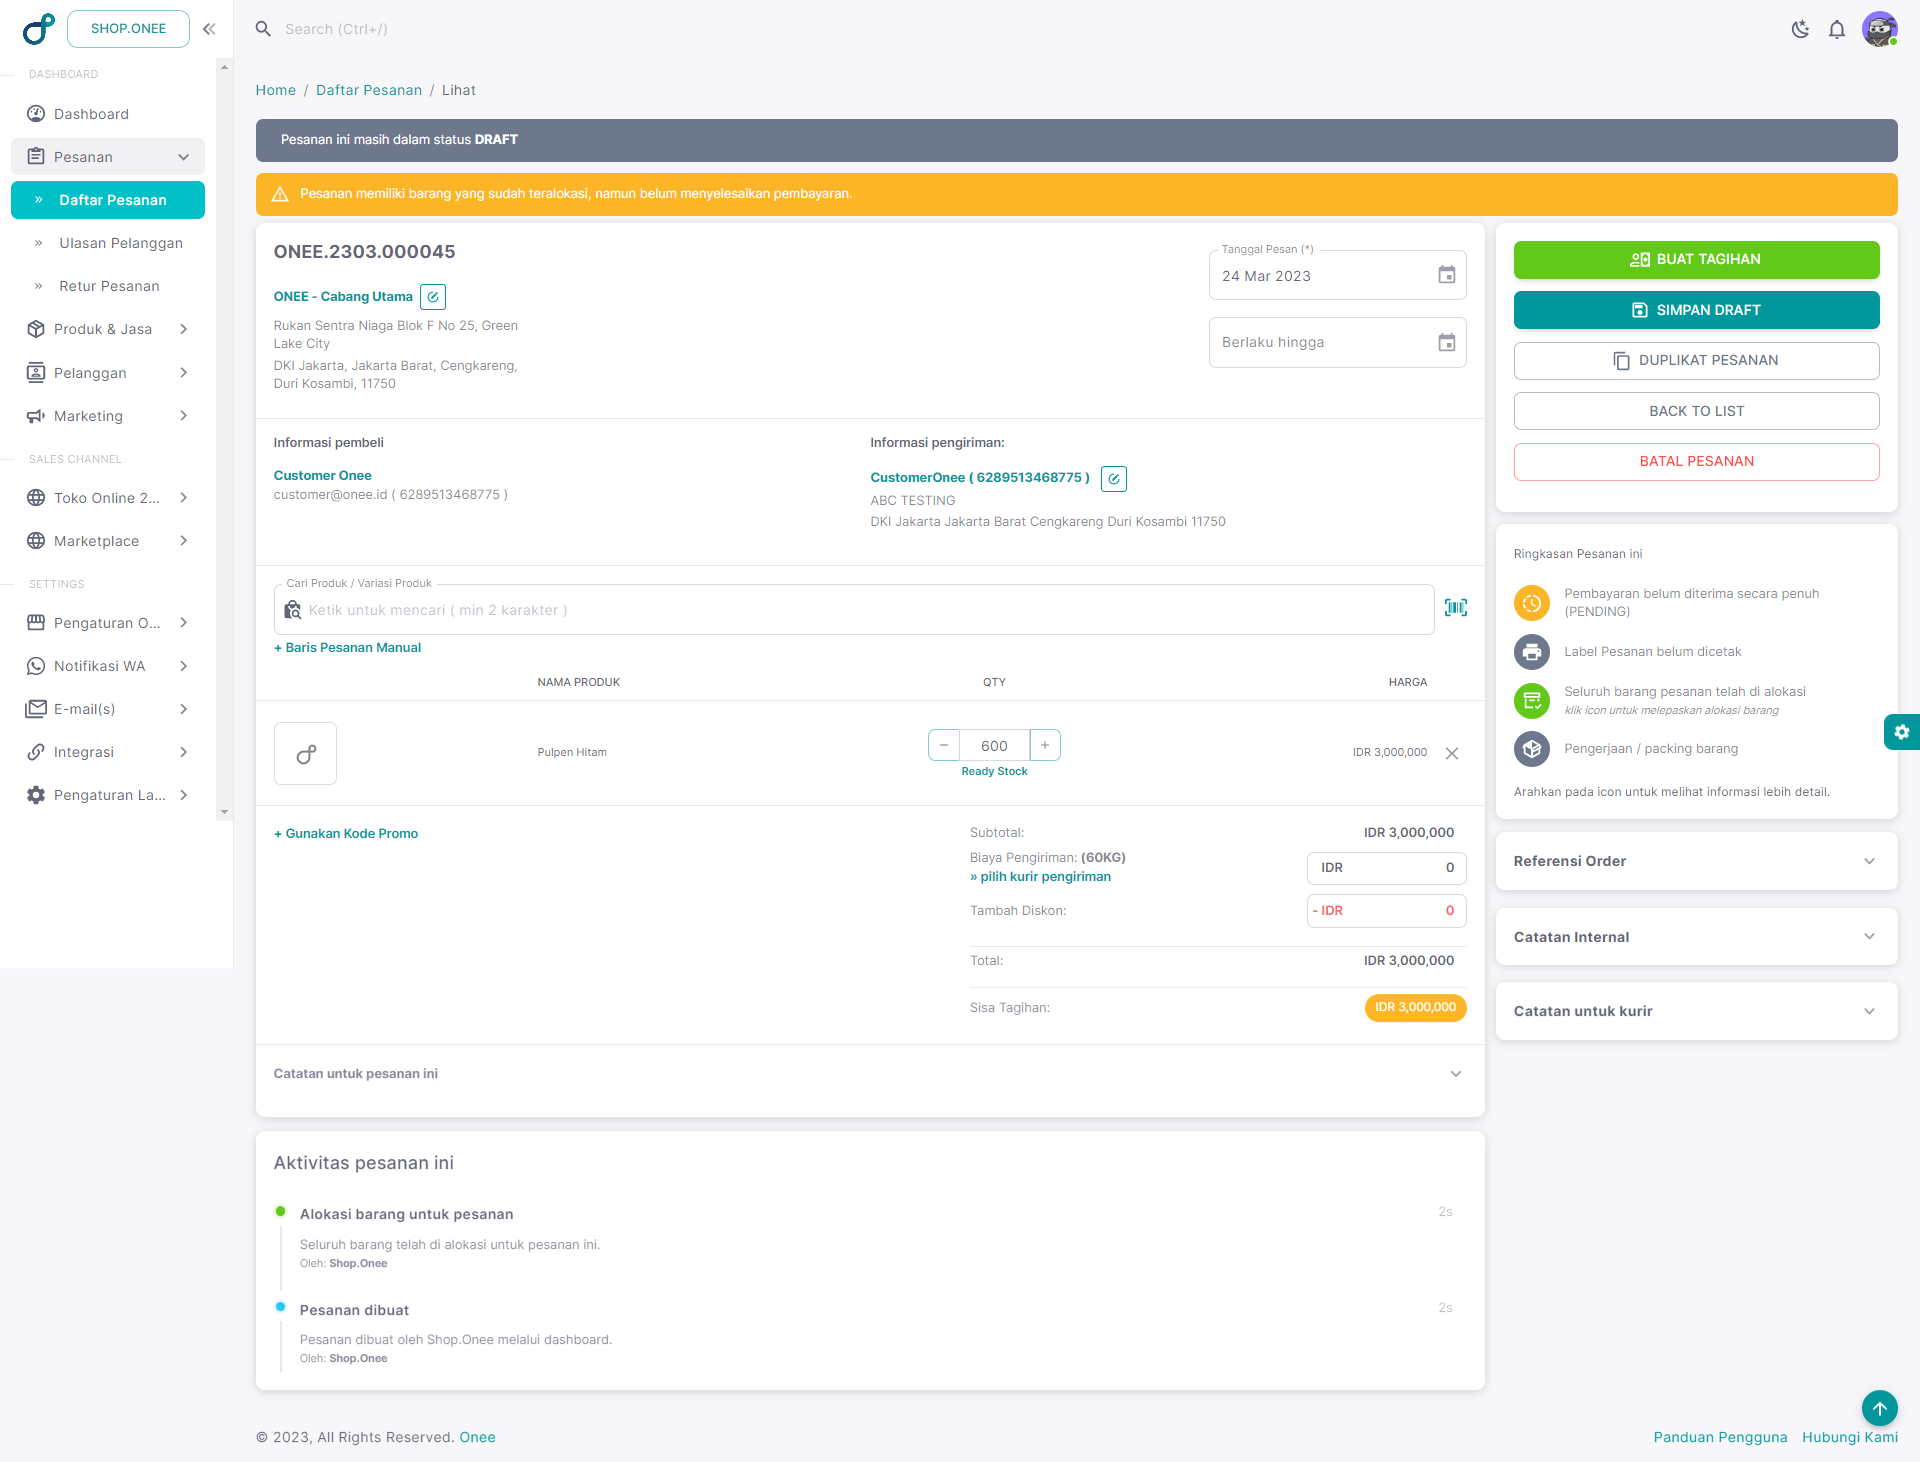 SHOP.ONEE
Search (Ctrl+/)
DASHBOARD
Dashboard
Pesanan
» Daftar Pesanan
» Ulasan Pelanggan
» Retur Pesanan
Produk & Jasa
Pelanggan
Marketing
SALES CHANNEL
Toko Online 2...
Marketplace
SETTINGS
Pengaturan O...
Notifikasi WA
E-mail(s)
Integrasi
Pengaturan La...
Home / Daftar Pesanan / Lihat
Pesanan ini masih dalam status DRAFT
Pesanan memiliki barang yang sudah teralokasi, namun belum menyelesaikan pembayaran.
ONEE.2303.000045
ONEE - Cabang Utama
Rukan Sentra Niaga Blok F No 25, Green
Lake City
DKI Jakarta, Jakarta Barat, Cengkareng,
Duri Kosambi, 11750
Tanggal Pesan (*)
24 Mar 2023
Berlaku hingga
Informasi pembeli
Customer Onee
customer@onee.id ( 6289513468775 )
Informasi pengiriman:
CustomerOnee ( 6289513468775 )
ABC TESTING
DKI Jakarta Jakarta Barat Cengkareng Duri Kosambi 11750
Cari Produk / Variasi Produk
Ketik untuk mencari ( min 2 karakter )
+ Baris Pesanan Manual
NAMA PRODUK QTY HARGA
Pulpen Hitam − 600 + IDR 3,000,000
Ready Stock
+ Gunakan Kode Promo
Subtotal: IDR 3,000,000
Biaya Pengiriman: (60KG) IDR 0
» pilih kurir pengiriman
Tambah Diskon: - IDR 0
Total: IDR 3,000,000
Sisa Tagihan: IDR 3,000,000
Catatan untuk pesanan ini
Aktivitas pesanan ini
Alokasi barang untuk pesanan 2s
Seluruh barang telah di alokasi untuk pesanan ini.
Oleh: Shop.Onee
Pesanan dibuat 2s
Pesanan dibuat oleh Shop.Onee melalui dashboard.
Oleh: Shop.Onee
BUAT TAGIHAN
SIMPAN DRAFT
DUPLIKAT PESANAN
BACK TO LIST
BATAL PESANAN
Ringkasan Pesanan ini
Pembayaran belum diterima secara penuh
(PENDING)
Label Pesanan belum dicetak
Seluruh barang pesanan telah di alokasi
klik icon untuk melepaskan alokasi barang
Pengerjaan / packing barang
Arahkan pada icon untuk melihat informasi lebih detail.
Referensi Order
Catatan Internal
Catatan untuk kurir
© 2023, All Rights Reserved. Onee
Panduan Pengguna Hubungi Kami